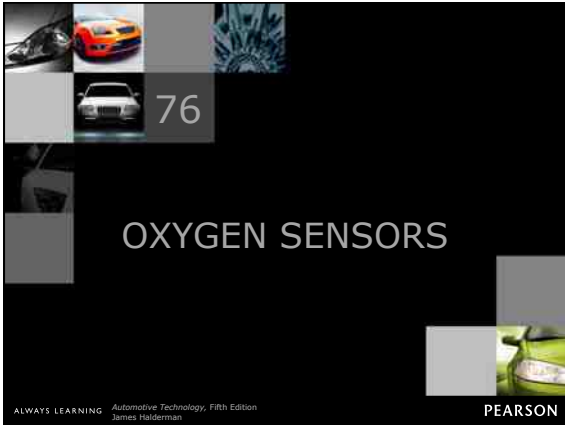 76
OXYGEN SENSORS
ALWAYS LEARNING
Automotive Technology, Fifth Edition
James Halderman
PEARSON